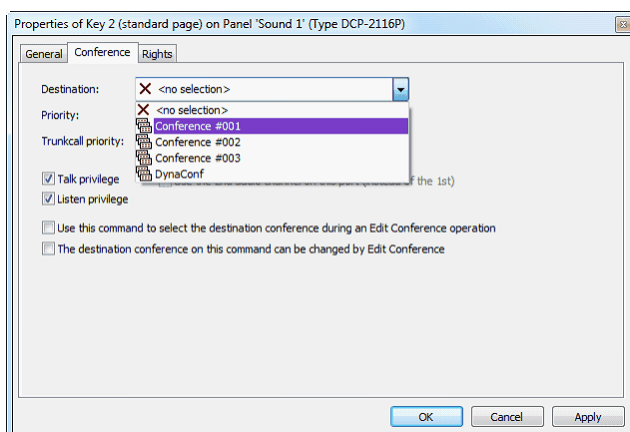 Properties of Key 2 (standard page) on Panel 'Sound 1' (Type DCP-2116P)
General Conference Rights
Destination: <no selection>
Priority: <no selection>
Conference #001
Trunkcall priority: Conference #002
Conference #003
DynaConf
Talk privilege of the 1st)
Listen privilege
Use this command to select the destination conference during an Edit Conference operation
The destination conference on this command can be changed by Edit Conference
OK Cancel Apply